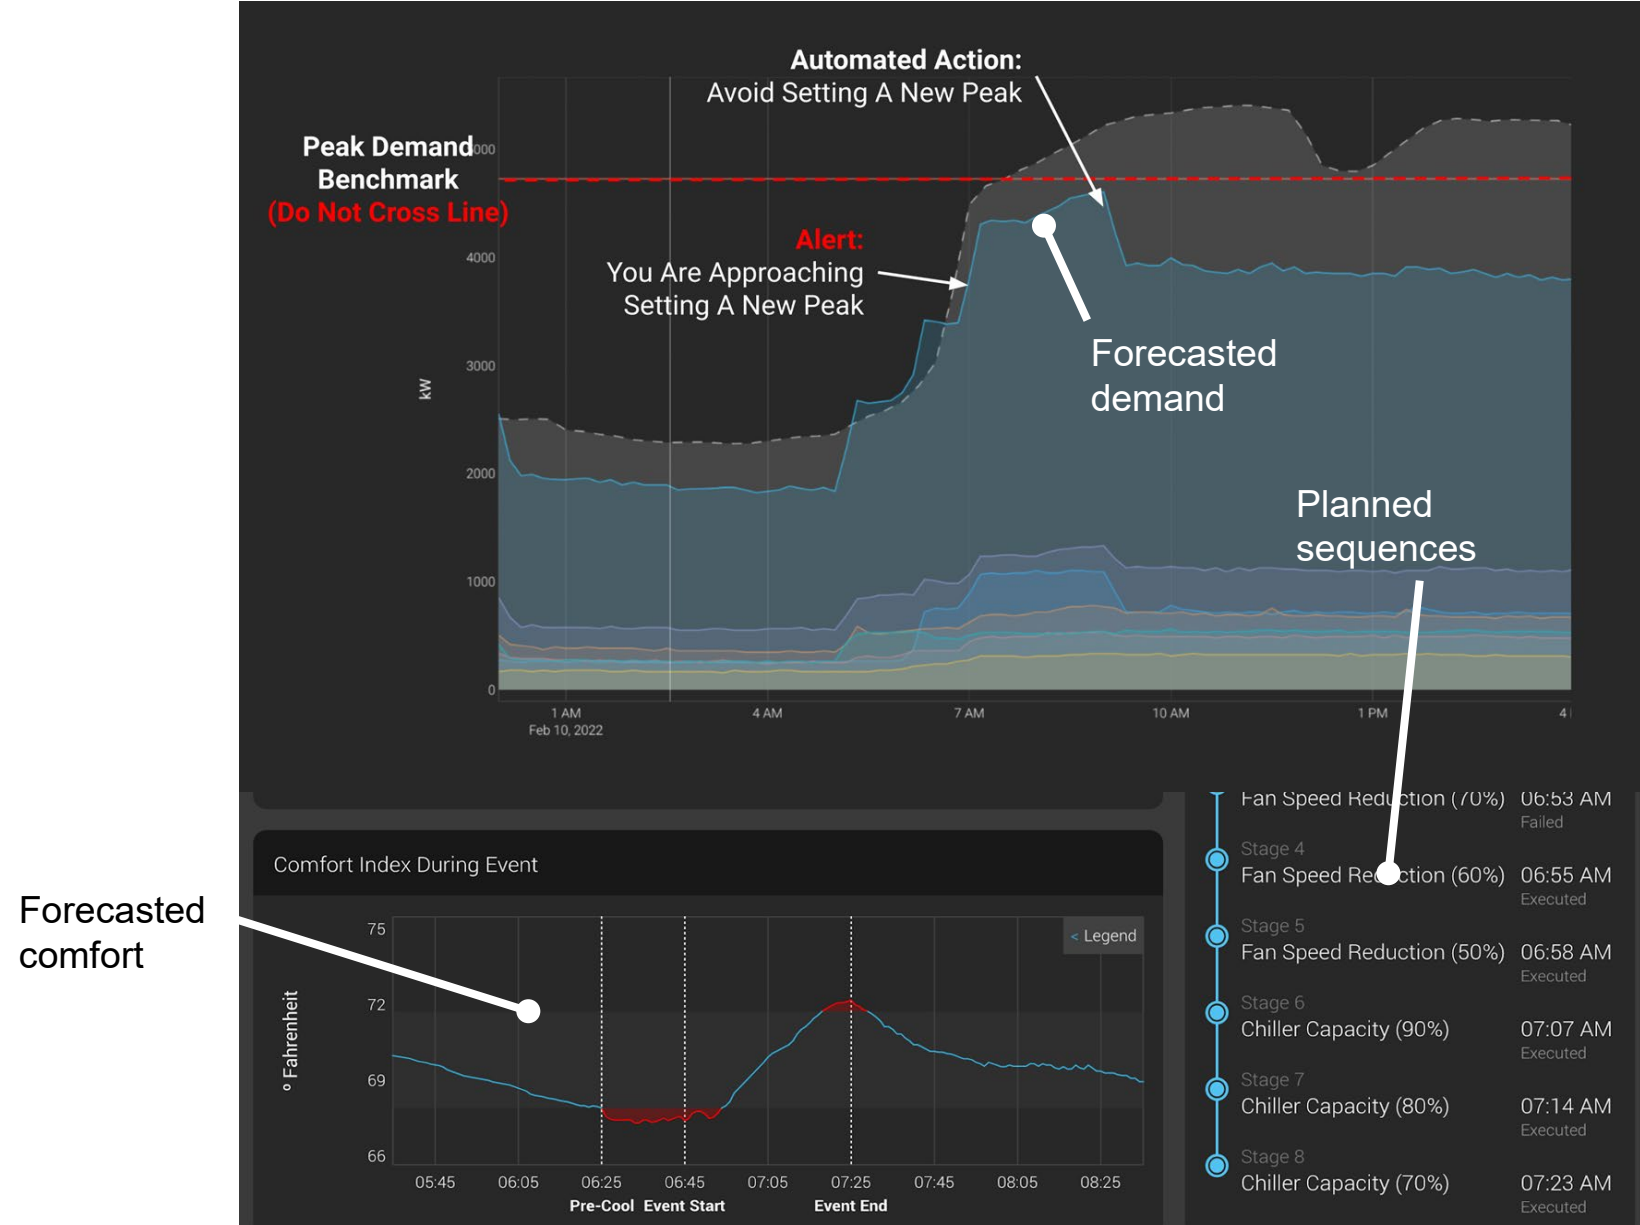 Automated Action:
Avoid Setting A New Peak
Peak Demand
Benchmark
(Do Not Cross Line)
Alert:
You Are Approaching
Setting A New Peak
Forecasted
demand
Planned
sequences
kW
4000
3000
2000
1000
0
1 AM
4 AM
7 AM
10 AM
1 PM
Feb 10, 2022
Fan Speed Reduction (70%) 06:53 AM
Failed
Stage 4
Fan Speed Reduction (60%) 06:55 AM
Executed
Stage 5
Fan Speed Reduction (50%) 06:58 AM
Executed
Stage 6
Chiller Capacity (90%) 07:07 AM
Executed
Stage 7
Chiller Capacity (80%) 07:14 AM
Executed
Stage 8
Chiller Capacity (70%) 07:23 AM
Executed
Forecasted
comfort
Comfort Index During Event
< Legend
º Fahrenheit
75
72
69
66
05:45 06:05 06:25 06:45 07:05 07:25 07:45 08:05 08:25
Pre-Cool Event Start Event End